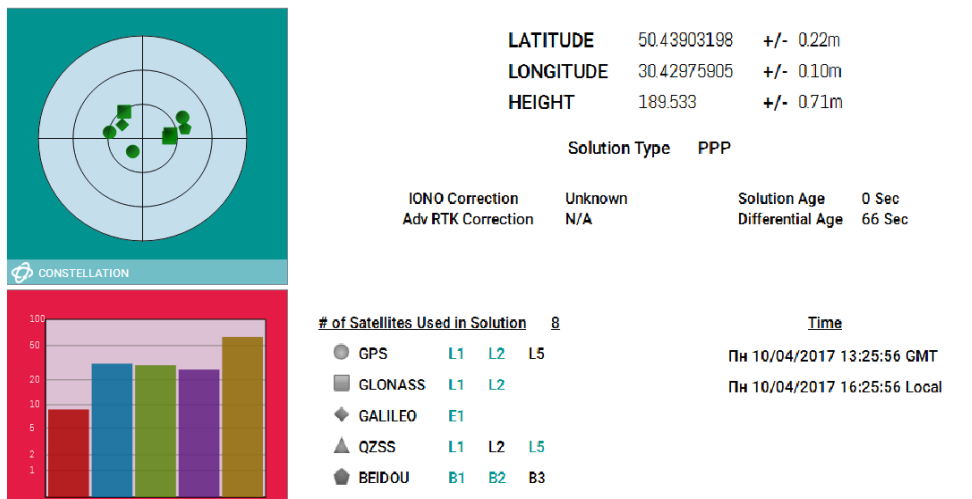 LATITUDE 50.43903198 +/- 0.22m
LONGITUDE 30.42975905 +/- 0.10m
HEIGHT 189.533 +/- 0.71m
Solution Type PPP
IONO Correction Unknown Solution Age 0 Sec
Adv RTK Correction N/A Differential Age 66 Sec
CONSTELLATION
100
50
20
10
5
2
1
# of Satellites Used in Solution 8
GPS L1 L2 L5
GLONASS L1 L2
GALILEO E1
QZSS L1 L2 L5
BEIDOU B1 B2 B3
Time
Пн 10/04/2017 13:25:56 GMT
Пн 10/04/2017 16:25:56 Local